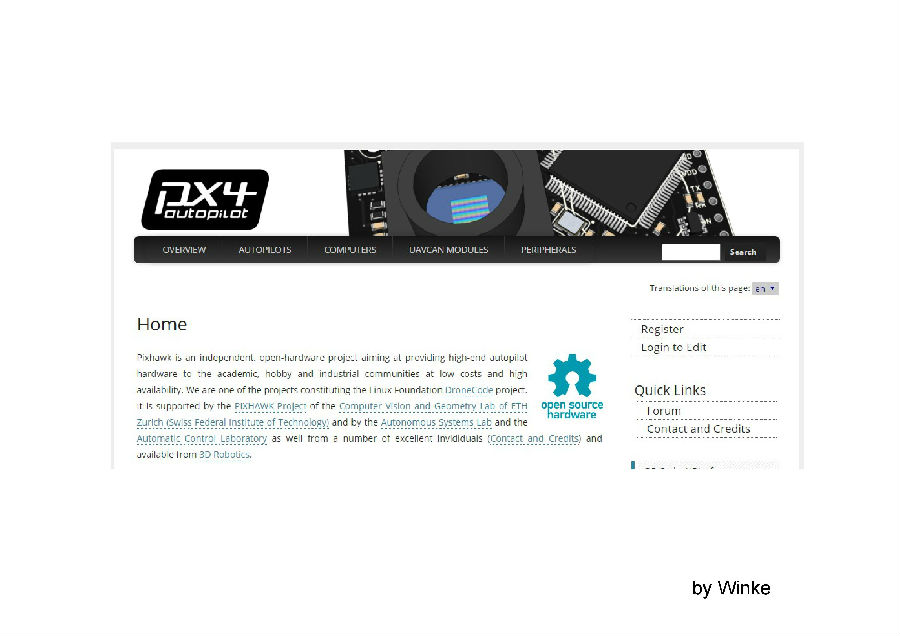 px4
autopilot
OVERVIEW AUTOPILOTS COMPUTERS UAVCAN MODULES PERIPHERALS Search
TX
Translations of this page: en
Home
Register
Login to Edit
Pixhawk is an independent, open-hardware project aiming at providing high-end autopilot
hardware to the academic, hobby and industrial communities at low costs and high
availability. We are one of the projects constituting the Linux Foundation DroneCode project.
It is supported by the PIXHAWK Project of the Computer Vision and Geometry Lab of ETH
Zurich (Swiss Federal Institute of Technology) and by the Autonomous Systems Lab and the
Automatic Control Laboratory as well from a number of excellent Invididuals (Contact and Credits) and
available from 3D Robotics.
open source
hardware
Quick Links
Forum
Contact and Credits
by Winke